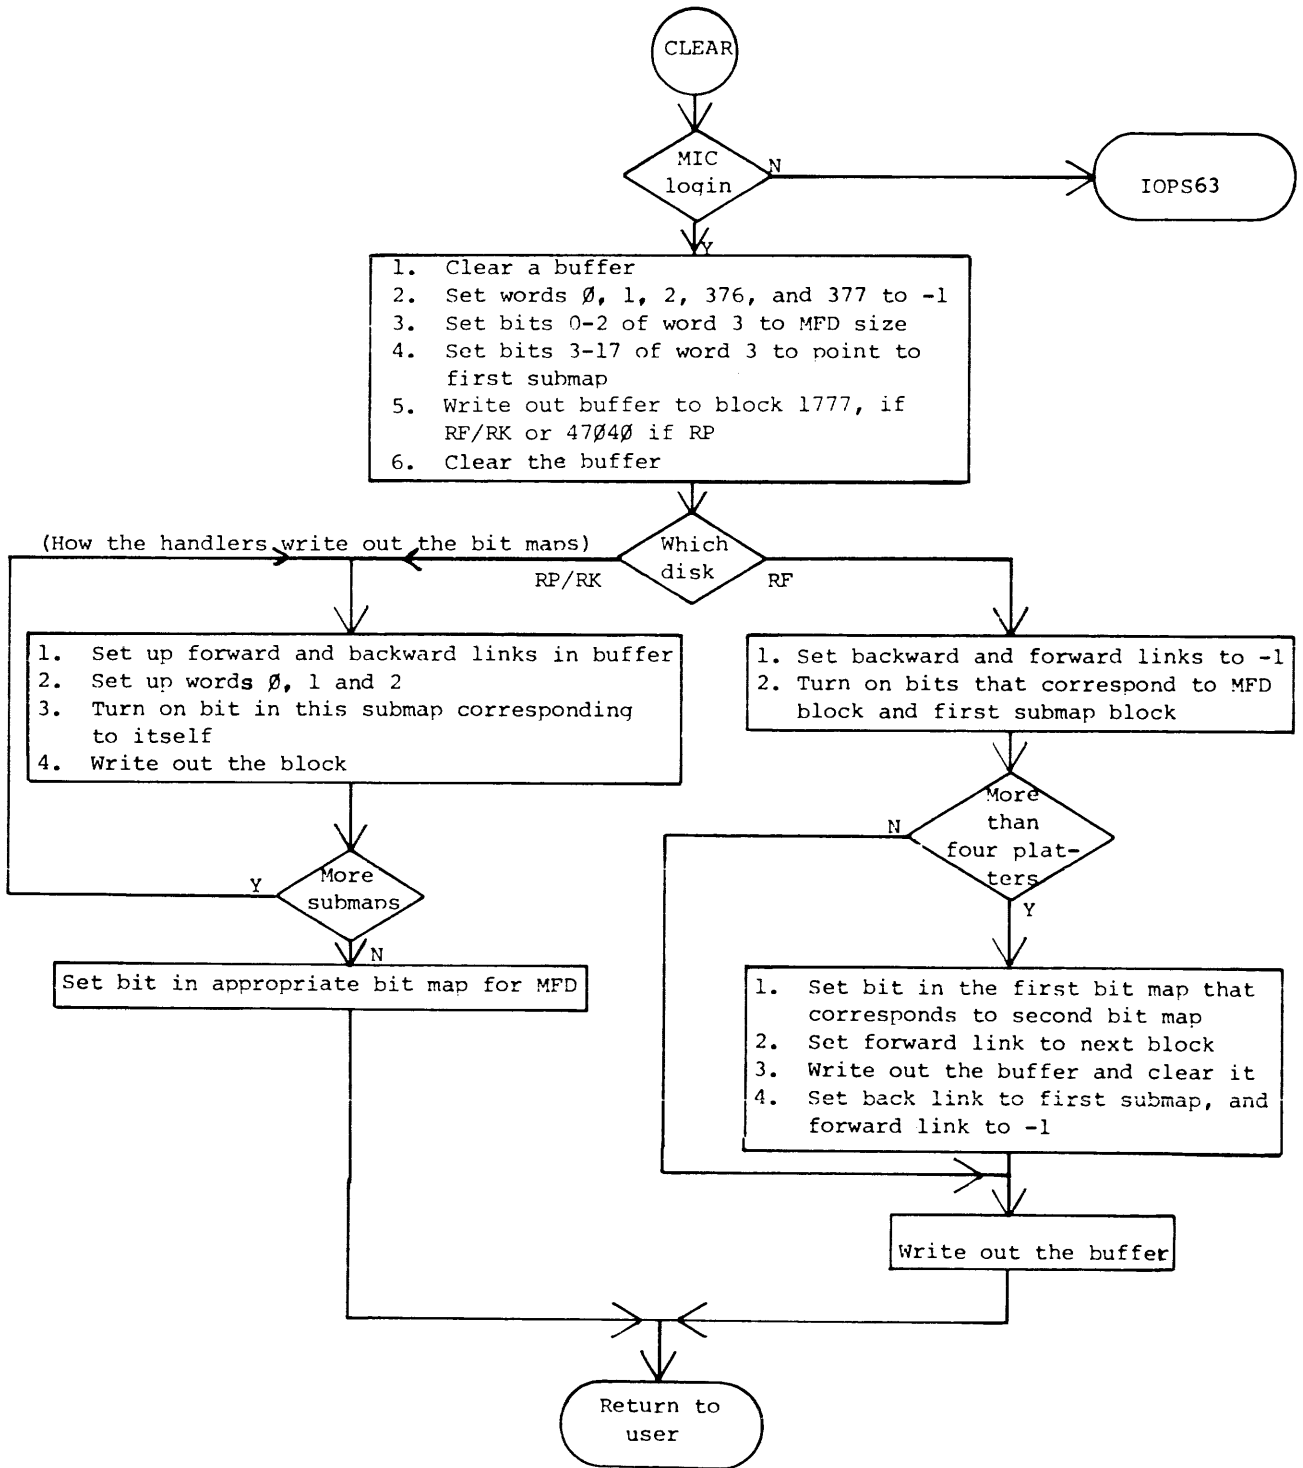 CLEAR
MIC
login
N
IOPS63
Y
1. Clear a buffer
2. Set words Ø, 1, 2, 376, and 377 to -1
3. Set bits 0-2 of word 3 to MFD size
4. Set bits 3-17 of word 3 to point to
first submap
5. Write out buffer to block 1777, if
RF/RK or 47Ø4Ø if RP
6. Clear the buffer
(How the handlers write out the bit maps)
Which
disk
RP/RK
RF
1. Set up forward and backward links in buffer
2. Set up words Ø, 1 and 2
3. Turn on bit in this submap corresponding
to itself
4. Write out the block
1. Set backward and forward links to -1
2. Turn on bits that correspond to MFD
block and first submap block
More
than
four plat-
ters
N
Y
More
submaps
Y
N
Set bit in appropriate bit map for MFD
1. Set bit in the first bit map that
corresponds to second bit map
2. Set forward link to next block
3. Write out the buffer and clear it
4. Set back link to first submap, and
forward link to -1
Write out the buffer
Return to
user